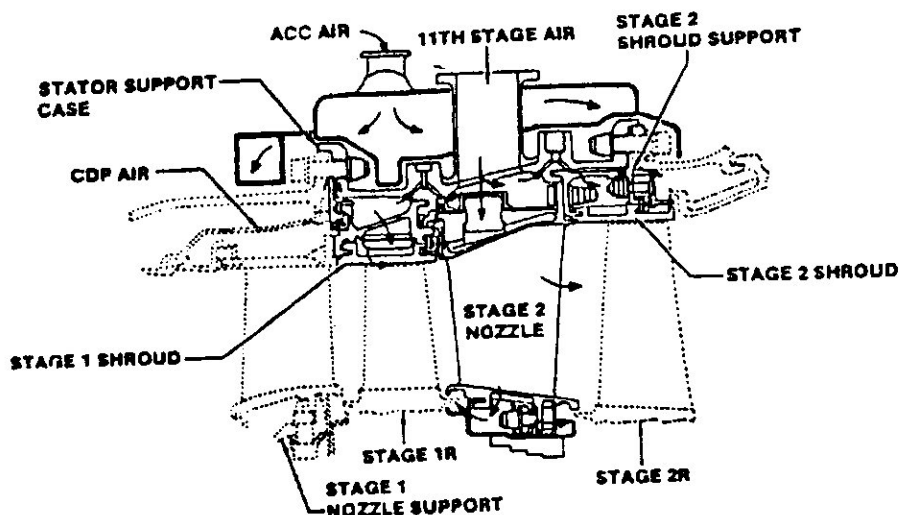 ACC AIR
11TH STAGE AIR
STAGE 2
SHROUD SUPPORT
STATOR SUPPORT
CASE
CDP AIR
STAGE 2 SHROUD
STAGE 2
NOZZLE
STAGE 1 SHROUD
STAGE 1R
STAGE 2R
STAGE 1
NOZZLE SUPPORT